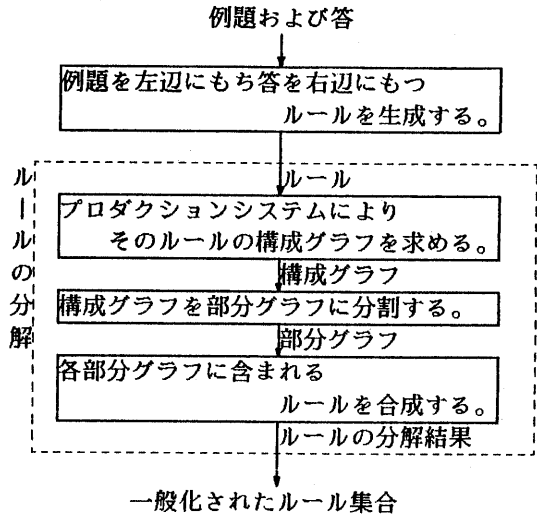 例題および答
例題を左辺にもち答を右辺にもつ
ルールを生成する。
ルール
プロダクションシステムにより
そのルールの構成グラフを求める。
構成グラフ
構成グラフを部分グラフに分割する。
部分グラフ
各部分グラフに含まれる
ルールを合成する。
ルールの分解結果
ルールの分解
一般化されたルール集合